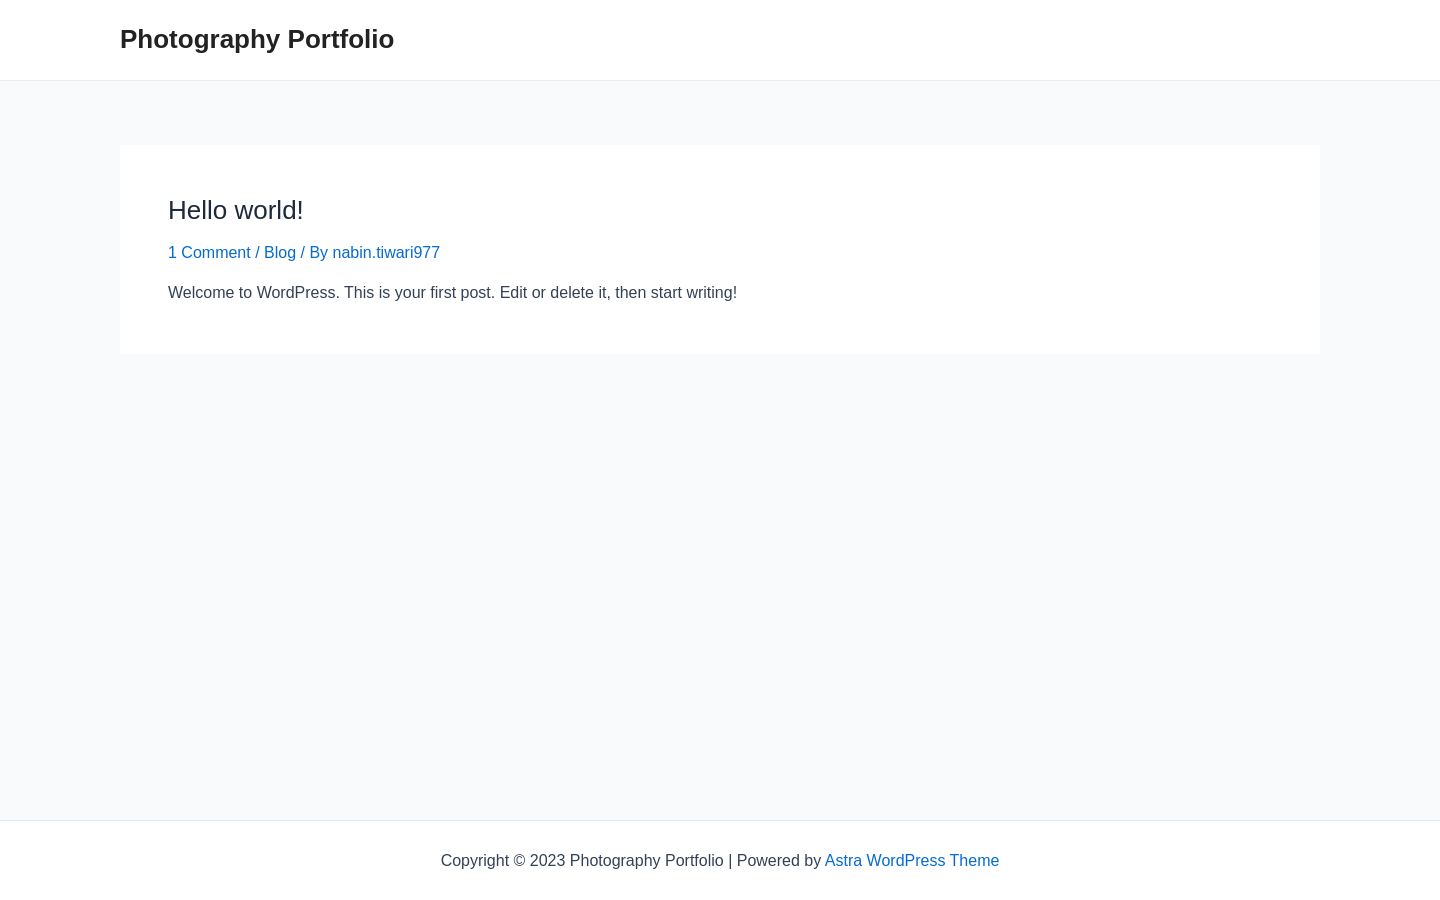 Photography Portfolio
Hello world!
1 Comment / Blog / By nabin.tiwari977
Welcome to WordPress. This is your first post. Edit or delete it, then start writing!
Copyright © 2023 Photography Portfolio | Powered by Astra WordPress Theme